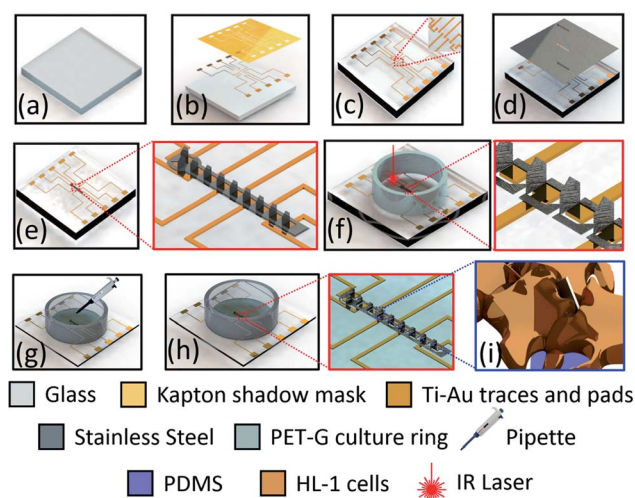 (a) (b) (c) (d)
(e) (f)
(g) (h) (i)
Glass Kapton shadow mask Ti-Au traces and pads
Stainless Steel PET-G culture ring Pipette
PDMS HL-1 cells IR Laser